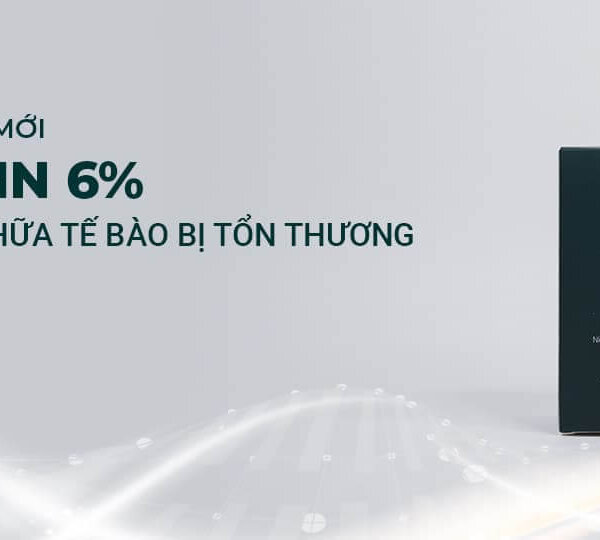 MỚI
IN 6%
HỮA TẾ BÀO BỊ TỔN THƯƠNG